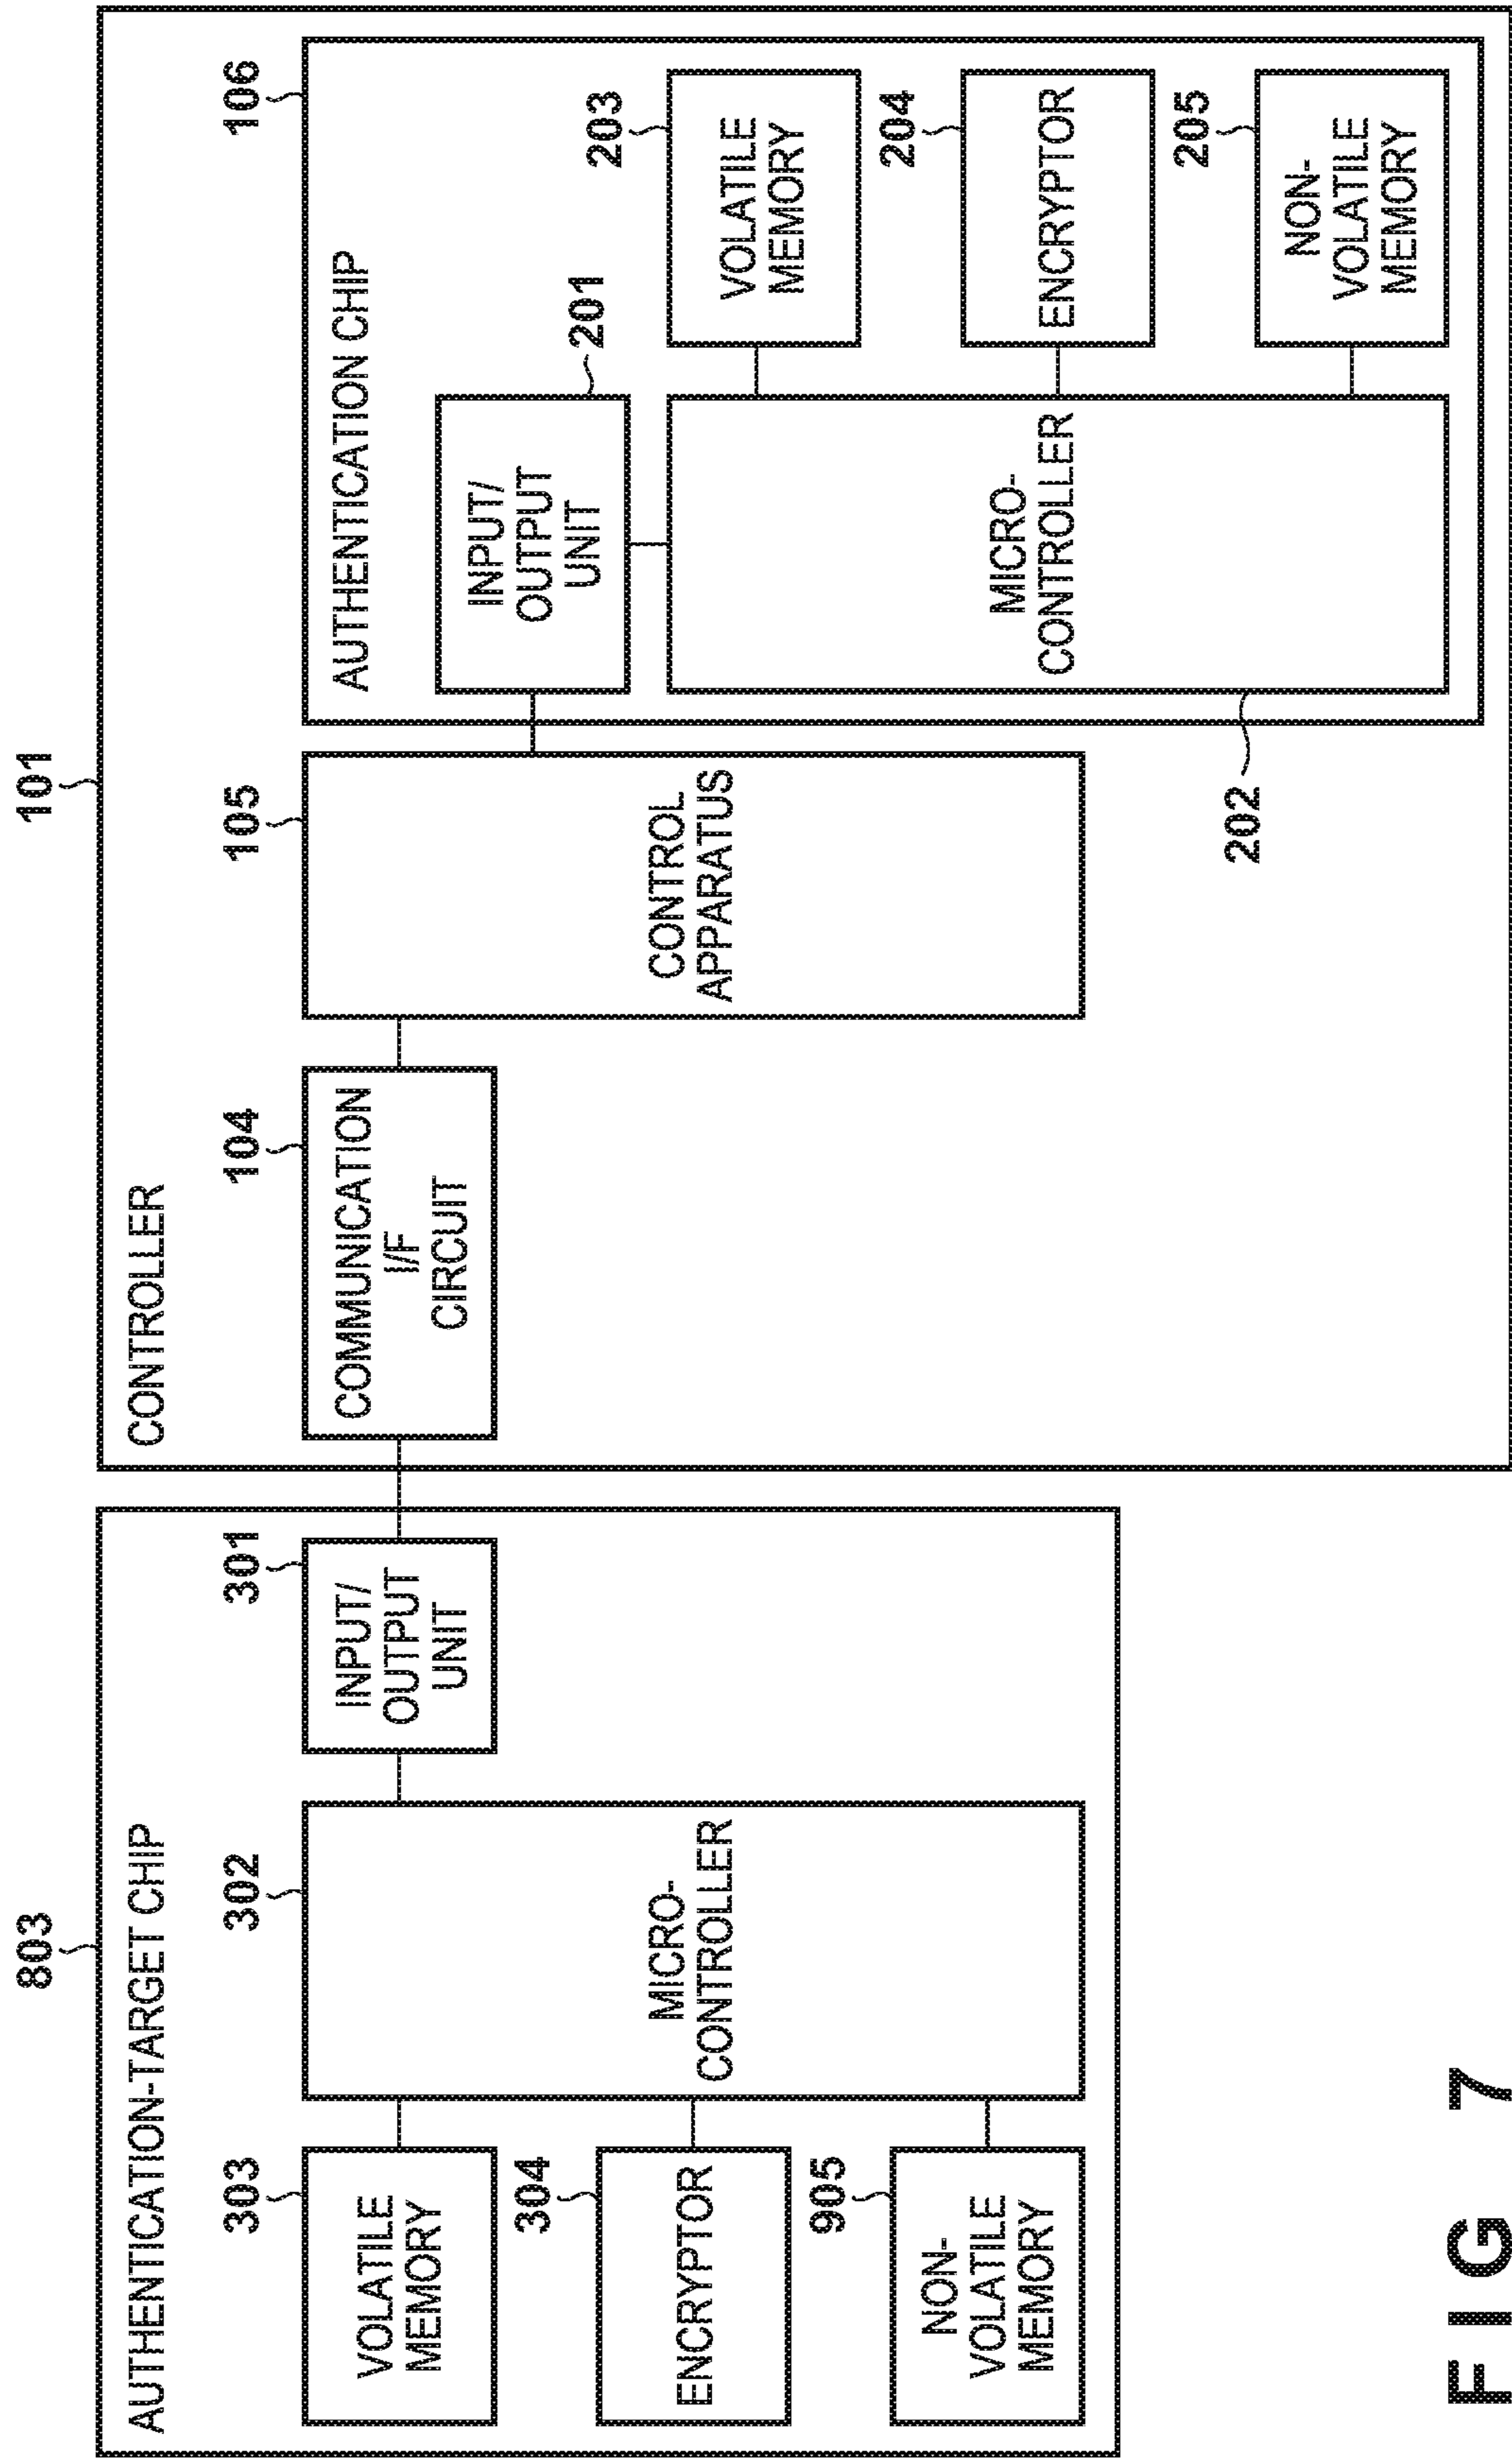 803
AUTHENTICATION-TARGET CHIP
303
VOLATILE
MEMORY
304
ENCRYPTOR
905
NON-
VOLATILE
MEMORY
302
MICRO-
CONTROLLER
301
INPUT/
OUTPUT
UNIT
101
CONTROLLER
104
COMMUNICATION
I/F
CIRCUIT
105
CONTROL
APPARATUS
106
AUTHENTICATION CHIP
201
INPUT/
OUTPUT
UNIT
202
MICRO-
CONTROLLER
203
VOLATILE
MEMORY
204
ENCRYPTOR
205
NON-
VOLATILE
MEMORY
FIG 7